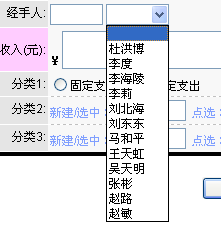 经手人:
杜洪博
李度
李海陵
李莉
刘北海
刘东东
马和平
王天虹
吴天明
张彬
赵路
赵敏
收入(元):
¥
分类1: 固定支 支出
分类2: 新建/选中 点选
分类3: 新建/选中 点选